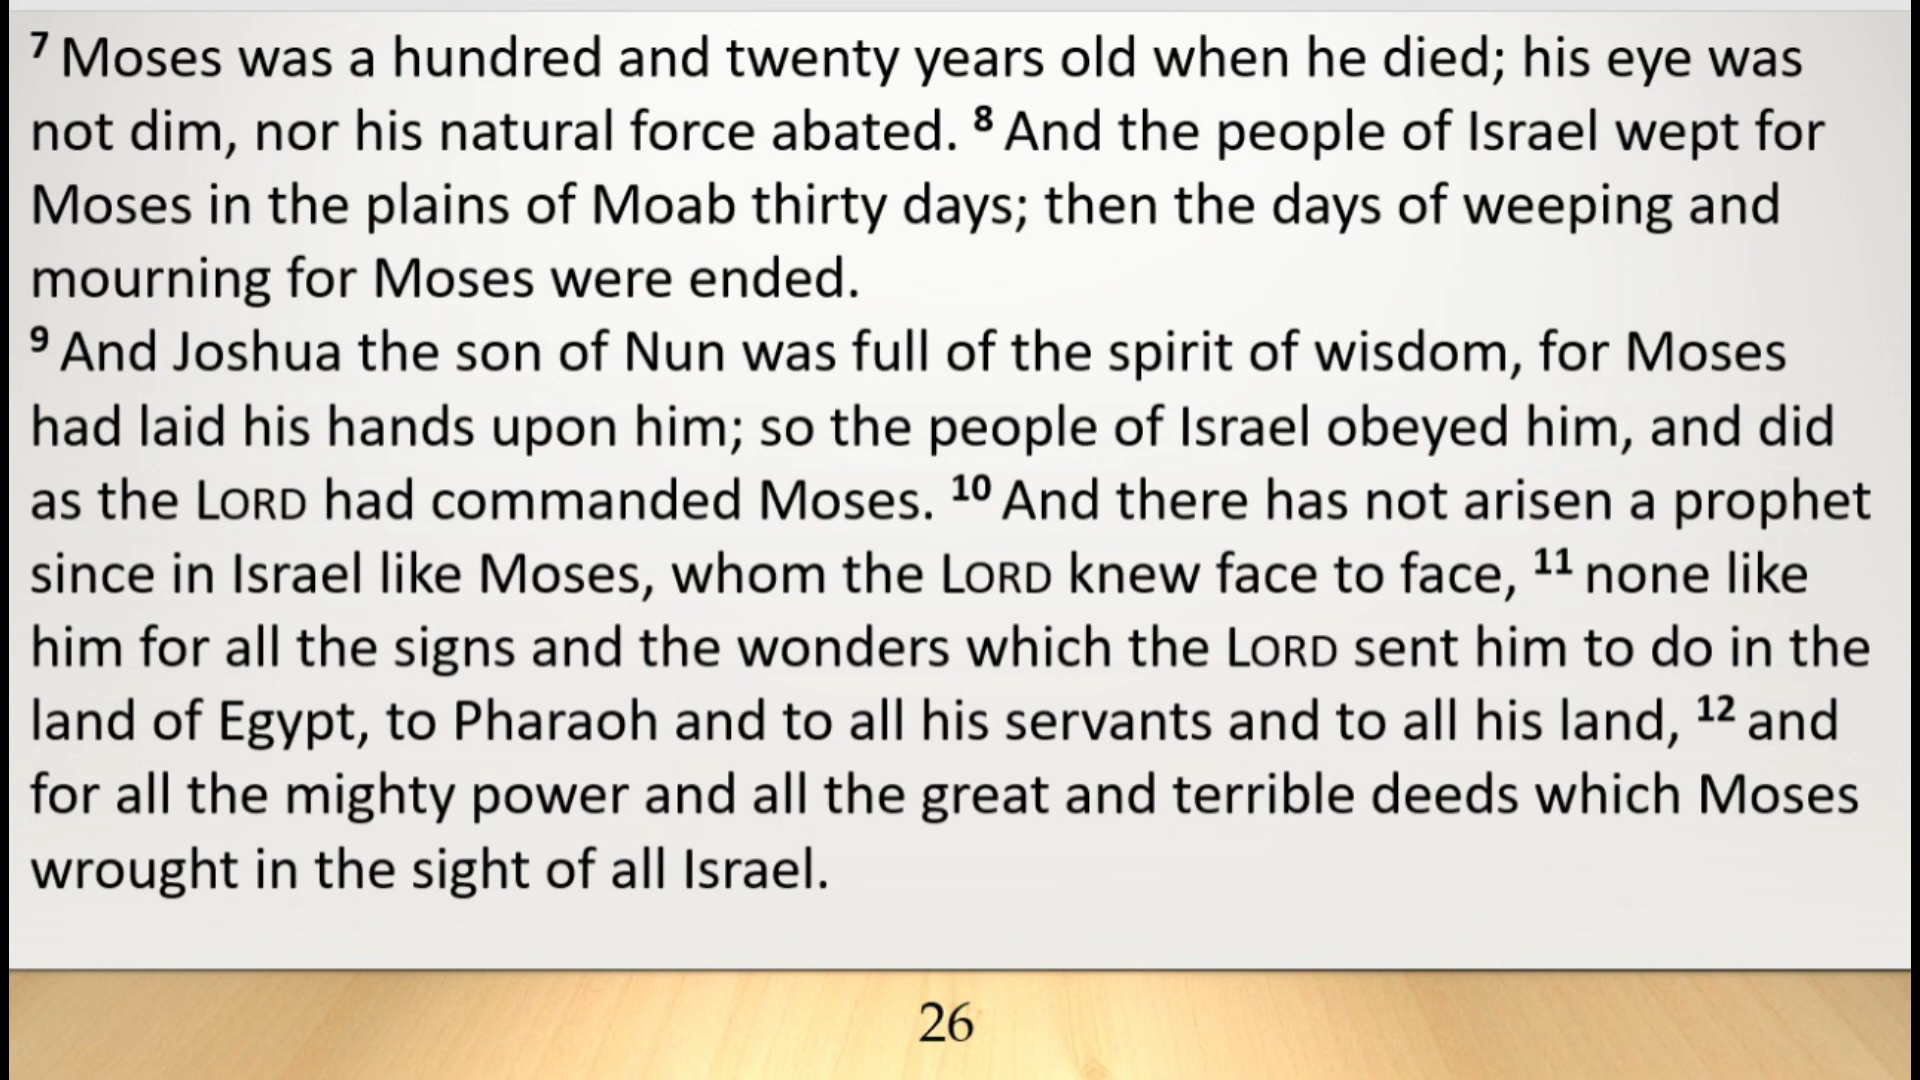 7 Moses was a hundred and twenty years old when he died; his eye was
not dim, nor his natural force abated. 8 And the people of Israel wept for
Moses in the plains of Moab thirty days; then the days of weeping and
mourning for Moses were ended.
9 And Joshua the son of Nun was full of the spirit of wisdom, for Moses
had laid his hands upon him; so the people of Israel obeyed him, and did
as the LORD had commanded Moses. 10 And there has not arisen a prophet
since in Israel like Moses, whom the LORD knew face to face, 11 none like
him for all the signs and the wonders which the LORD sent him to do in the
land of Egypt, to Pharaoh and to all his servants and to all his land, 12 and
for all the mighty power and all the great and terrible deeds which Moses
wrought in the sight of all Israel.
26